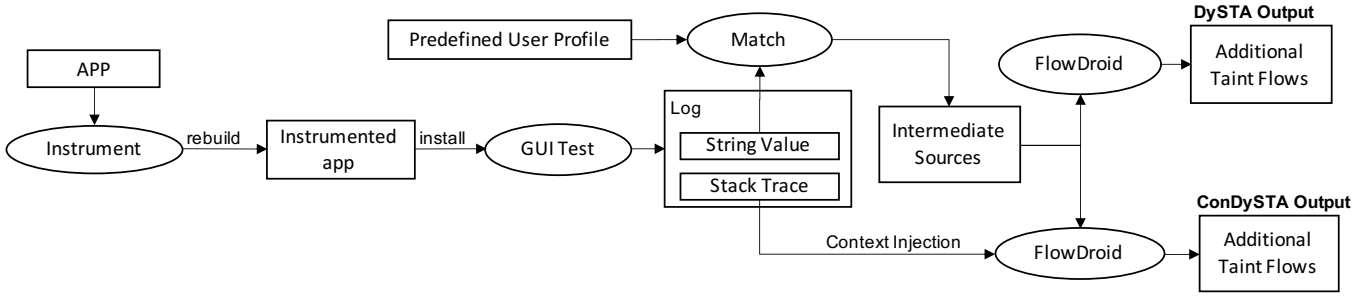 APP
Instrument
rebuild
Instrumented
app
install
GUI Test
Predefined User Profile
Match
Log
String Value
Stack Trace
Intermediate
Sources
Context Injection
FlowDroid
DySTA Output
Additional
Taint Flows
FlowDroid
ConDySTA Output
Additional
Taint Flows